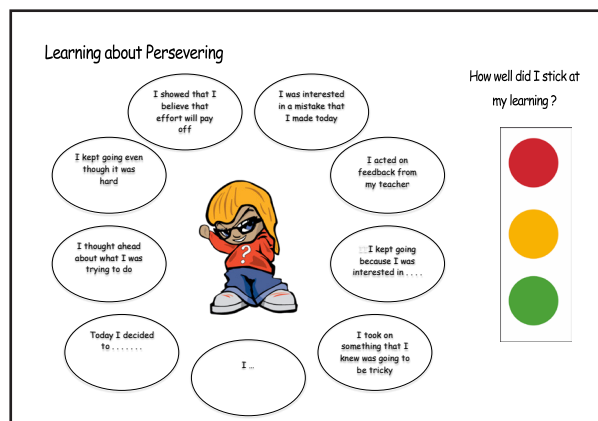 Learning about Persevering
How well did I stick at
my learning ?
I showed that I
believe that
effort will pay
off
I was interested
in a mistake that
I made today
I kept going even
though it was
hard
I acted on
feedback from
my teacher
I thought ahead
about what I was
trying to do
I kept going
because I was
interested in . . . .
Today I decided
to . . . . . . .
I …
I took on
something that I
knew was going to
be tricky
?